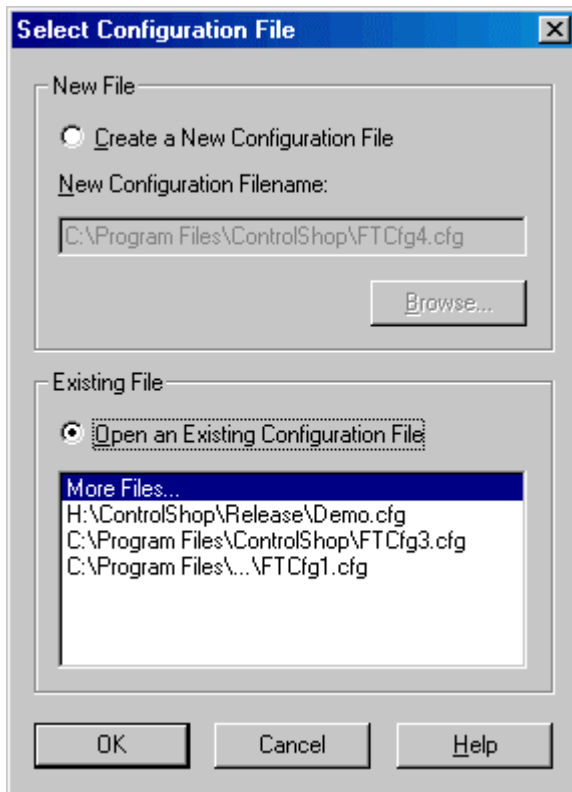 Select Configuration File
New File
Create a New Configuration File
New Configuration Filename:
C:\Program Files\ControlShop\FTCfg4.cfg
Browse...
Existing File
Open an Existing Configuration File
More Files...
H:\ControlShop\Release\Demo.cfg
C:\Program Files\ControlShop\FTCfg3.cfg
C:\Program Files\...\FTCfg1.cfg
OK Cancel Help